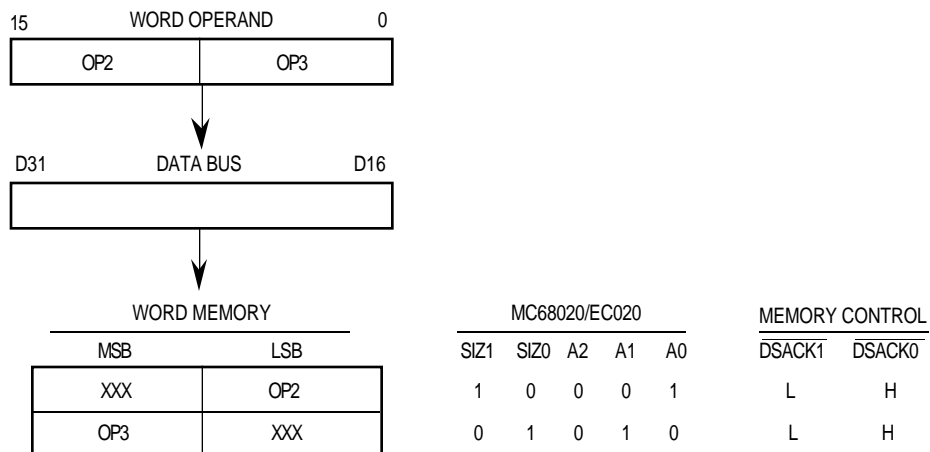 15 WORD OPERAND 0
OP2 OP3
D31 DATA BUS D16
WORD MEMORY MC68020/EC020 MEMORY CONTROL
MSB LSB SIZ1 SIZ0 A2 A1 A0 DSACK1 DSACK0
XXX OP2 1 0 0 0 1 L H
OP3 XXX 0 1 0 1 0 L H